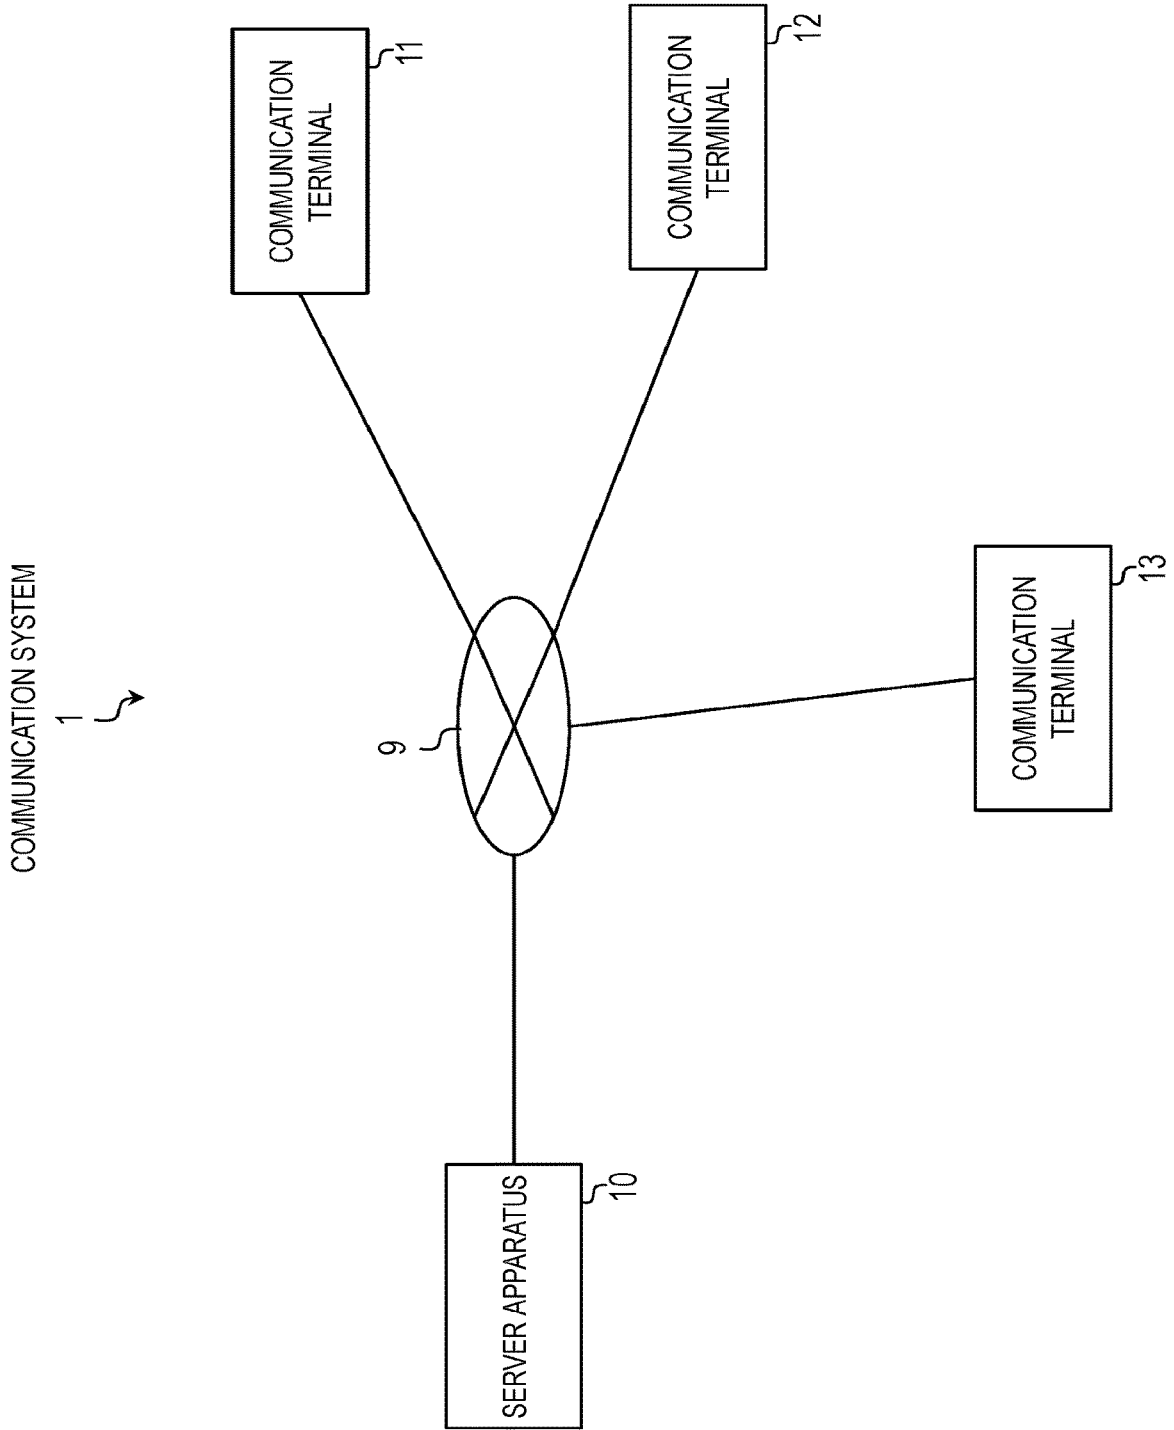 COMMUNICATION SYSTEM
1
COMMUNICATION
TERMINAL
11
COMMUNICATION
TERMINAL
12
9
COMMUNICATION
TERMINAL
13
SERVER APPARATUS
10